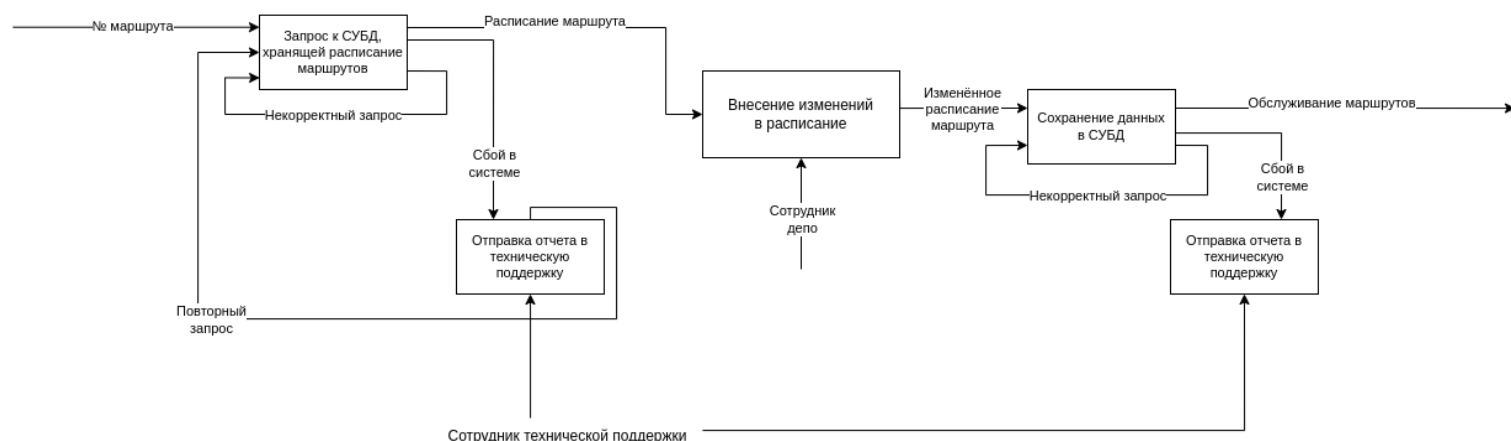 № маршрута
Запрос к СУБД,
хранящей расписание
маршрутов
Расписание маршрута
Некорректный запрос
Сбой в
системе
Отправка отчета в
техническую
поддержку
Повторный
запрос
Внесение изменений
в расписание
Сотрудник
депо
Изменённое
расписание
маршрута
Сохранение данных
в СУБД
Обслуживание маршрутов
Некорректный запрос
Сбой в
системе
Отправка отчета в
техническую
поддержку
Сотрудник технической поддержки